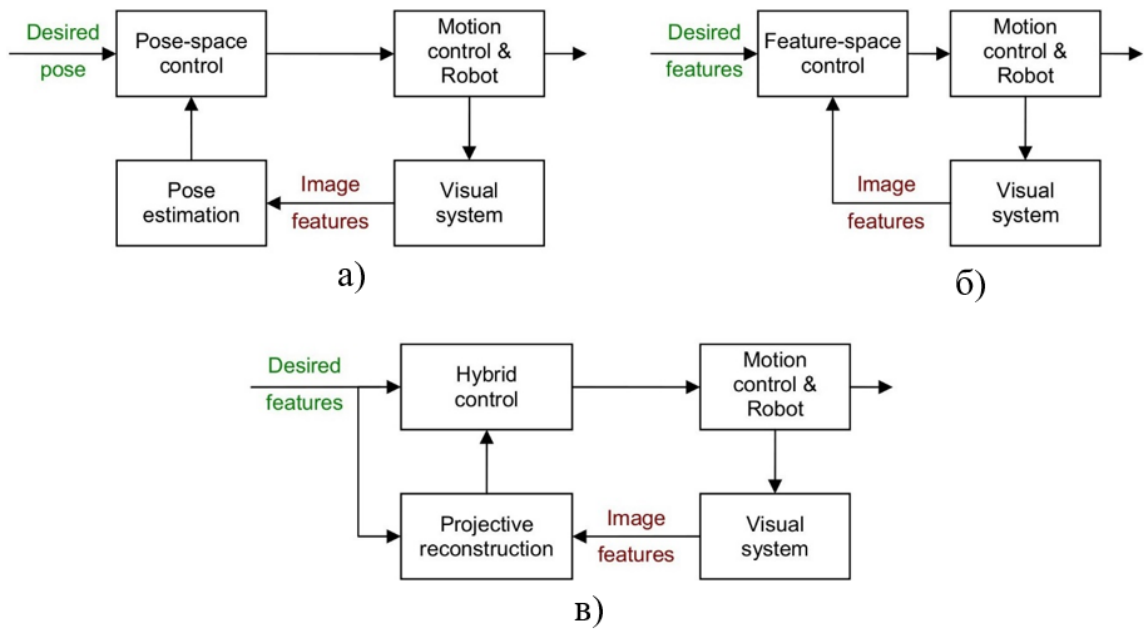 Desired
pose
Pose-space
control
Motion
control &
Robot
Pose
estimation
Image
features
Visual
system
а)
Desired
features
Feature-space
control
Motion
control &
Robot
Image
features
Visual
system
б)
Desired
features
Hybrid
control
Motion
control &
Robot
Projective
reconstruction
Image
features
Visual
system
в)